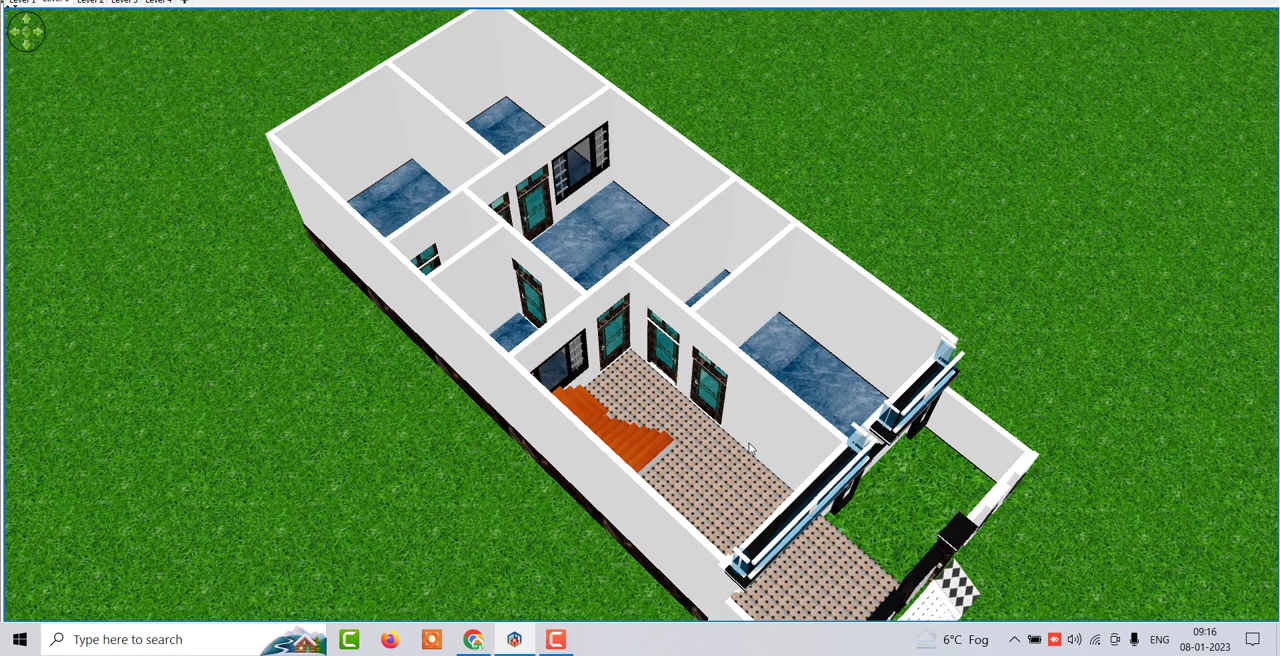 Level 1 Level 2 Level 3 Level 4
Type here to search
6°C Fog
ENG
09:16
08-01-2023